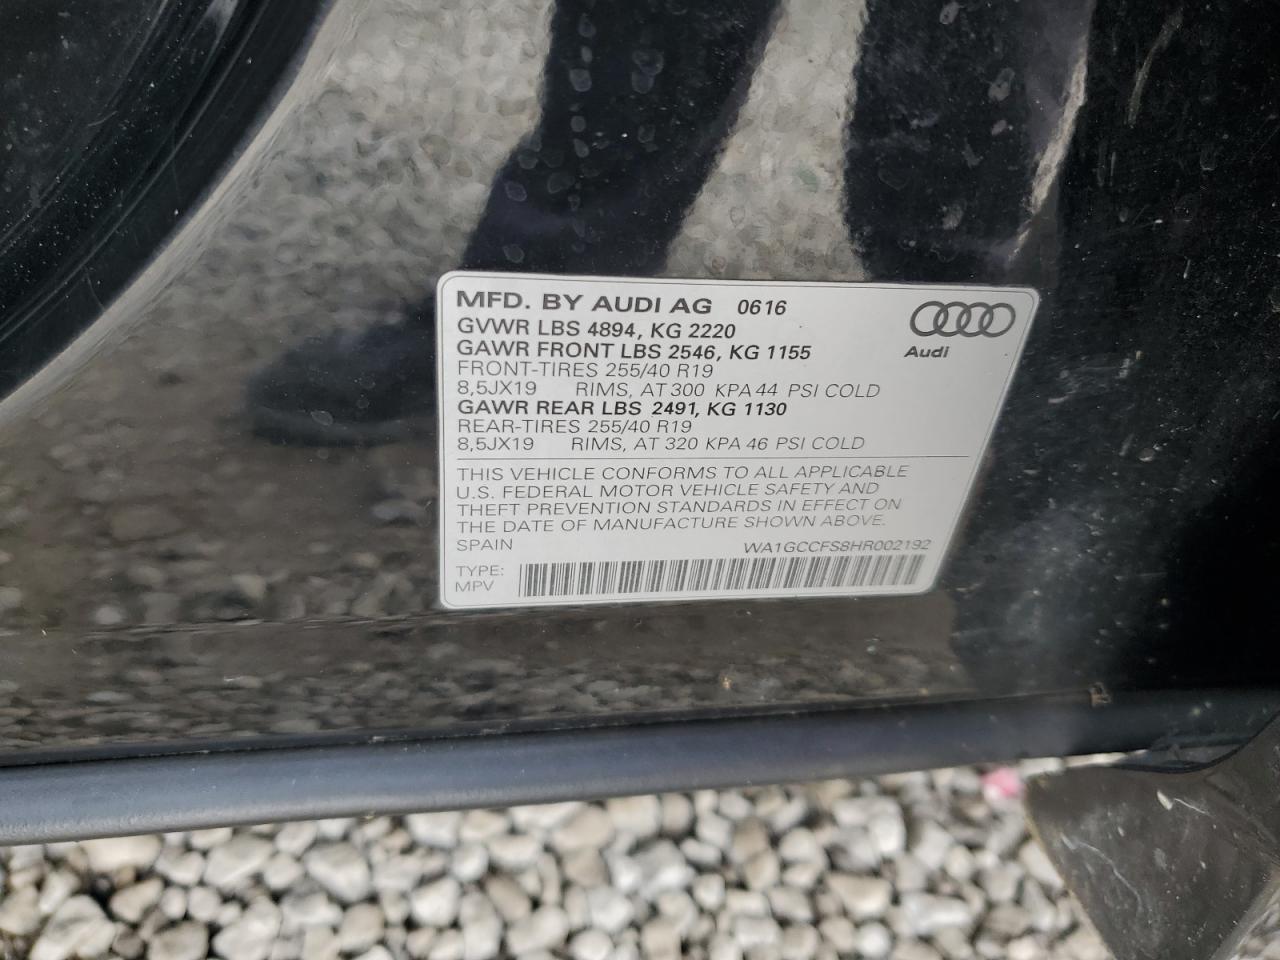 MFD. BY AUDI AG 0616
GVWR LBS 4894, KG 2220
GAWR FRONT LBS 2546, KG 1155
Audi
FRONT-TIRES 255/40 R19
8,5JX19 RIMS, AT 300 KPA 44 PSI COLD
GAWR REAR LBS 2491, KG 1130
REAR-TIRES 255/40 R19
8,5JX19 RIMS, AT 320 KPA 46 PSI COLD
THIS VEHICLE CONFORMS TO ALL APPLICABLE
U.S. FEDERAL MOTOR VEHICLE SAFETY AND
THEFT PREVENTION STANDARDS IN EFFECT ON
THE DATE OF MANUFACTURE SHOWN ABOVE.
SPAIN WA1GCCFS8HR002192
TYPE:
MPV